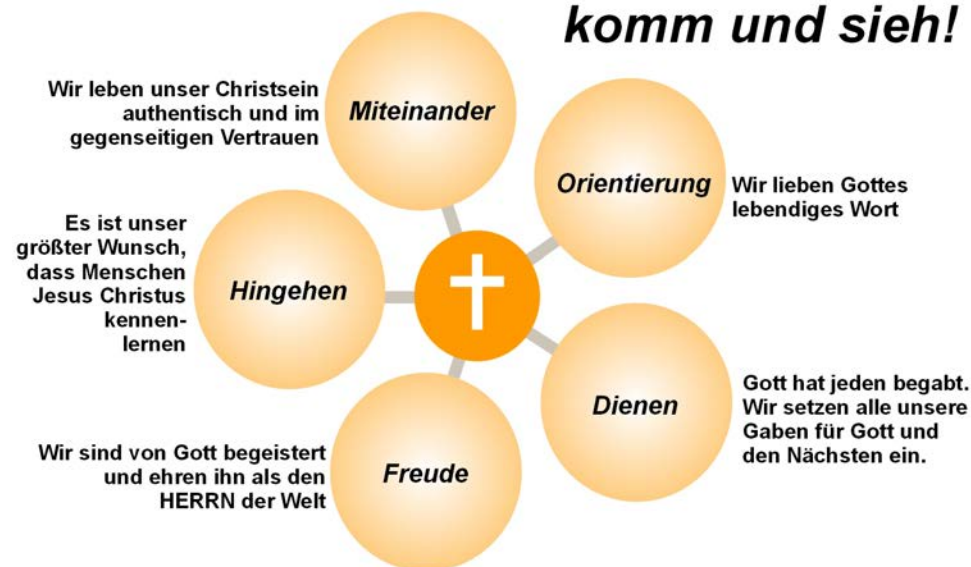 komm und sieh!
Wir leben unser Christsein
authentisch und im
gegenseitigen Vertrauen
Miteinander
Orientierung
Wir lieben Gottes
lebendiges Wort
Es ist unser
größter Wunsch,
dass Menschen
Jesus Christus
kennen-
lernen
Hingehen
Dienen
Gott hat jeden begabt.
Wir setzen alle unsere
Gaben für Gott und
den Nächsten ein.
Wir sind von Gott begeistert
und ehren ihn als den
HERRN der Welt
Freude